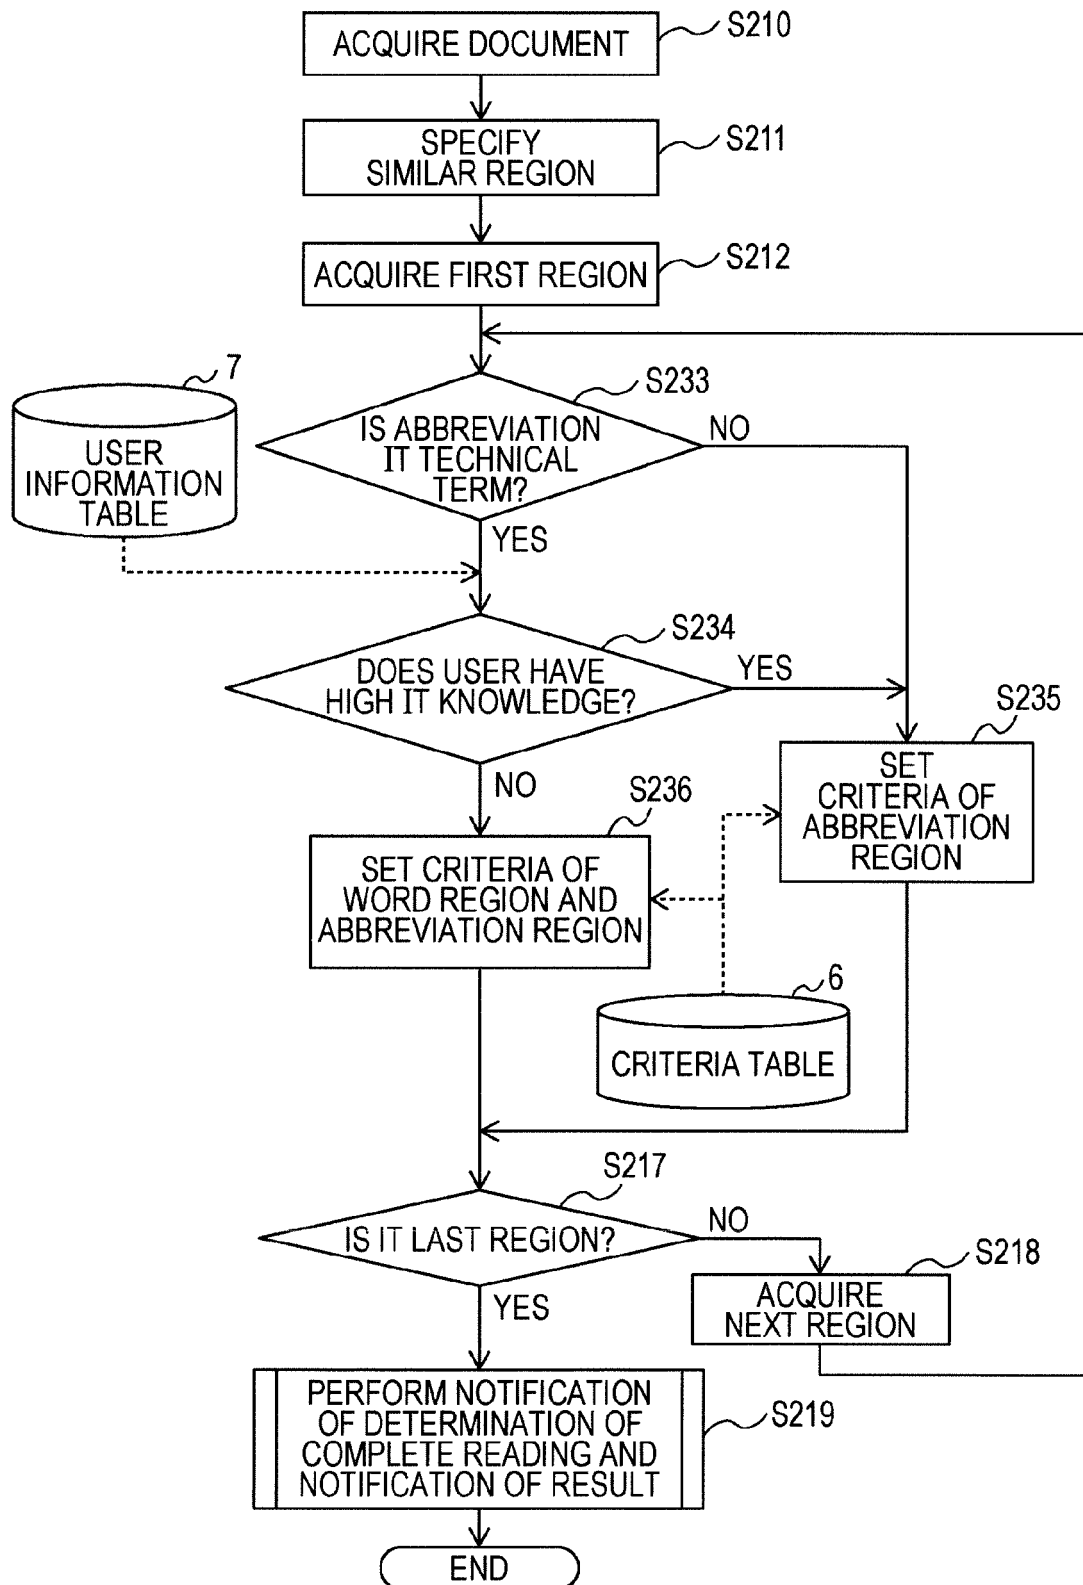 ACQUIRE DOCUMENT
S210
SPECIFY
SIMILAR REGION
S211
ACQUIRE FIRST REGION
S212
7
USER
INFORMATION
TABLE
S233
IS ABBREVIATION
IT TECHNICAL
TERM?
NO
YES
S234
DOES USER HAVE
HIGH IT KNOWLEDGE?
YES
NO
S235
SET
CRITERIA OF
ABBREVIATION
REGION
S236
SET CRITERIA OF
WORD REGION AND
ABBREVIATION REGION
6
CRITERIA TABLE
S217
IS IT LAST REGION?
NO
YES
S218
ACQUIRE
NEXT REGION
PERFORM NOTIFICATION
OF DETERMINATION OF
COMPLETE READING AND
NOTIFICATION OF RESULT
S219
END